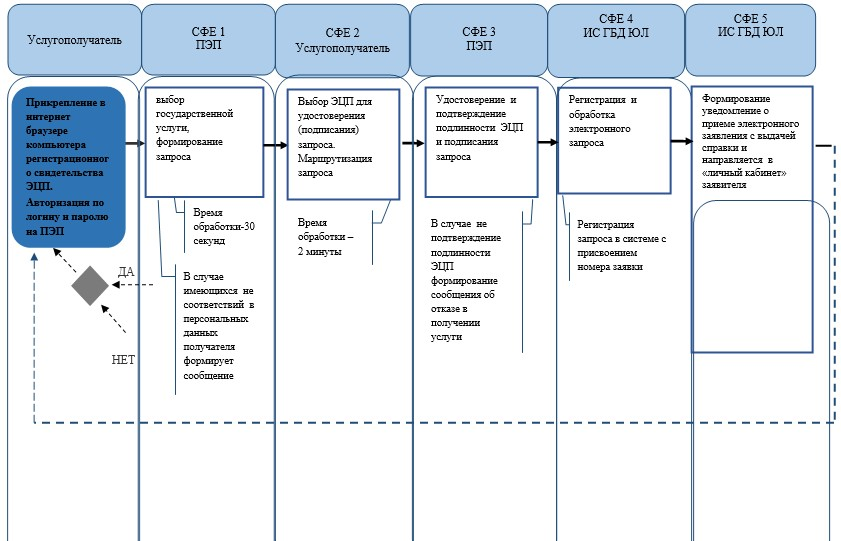 Услугополучатель
СФЕ 1
ПЭП
СФЕ 2
Услугополучатель
СФЕ 3
ПЭП
СФЕ 4
ИС ГБД ЮЛ
СФЕ 5
ИС ГБД ЮЛ
Прикрепление в
интернет
браузере
компьютера
регистрационног
о свидетельства
ЭЦП.
Авторизация по
логину и паролю
на ПЭП
выбор
государственной
услуги,
формирование
запроса
Выбор ЭЦП для
удостоверения
(подписания)
запроса.
Маршрутизация
запроса
Удостоверение и
подтверждение
подлинности ЭЦП
и подписания
запроса
Регистрация и
обработка
электронного
запроса
Формирование
уведомление о
приеме электронного
заявления с выдачей
справки и
направляется в
«личный кабинет»
заявителя
Время
обработки-30
секунд
Время
обработки –
2 минуты
В случае не
подтверждение
подлинности
ЭЦП
формирование
сообщения об
отказе в
получении
услуги
Регистрация
запроса в системе с
присвоением
номера заявки
ДА
В случае
имеющихся не
соответствий в
персональных
данных
получателя
формирует
сообщение
НЕТ